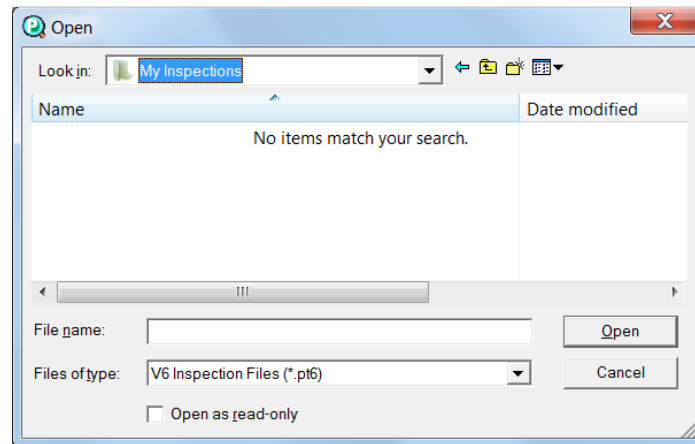 Open
Look in: My Inspections
Name Date modified
No items match your search.
File name: Open
Files of type: V6 Inspection Files (*.pt6) Cancel
Open as read-only